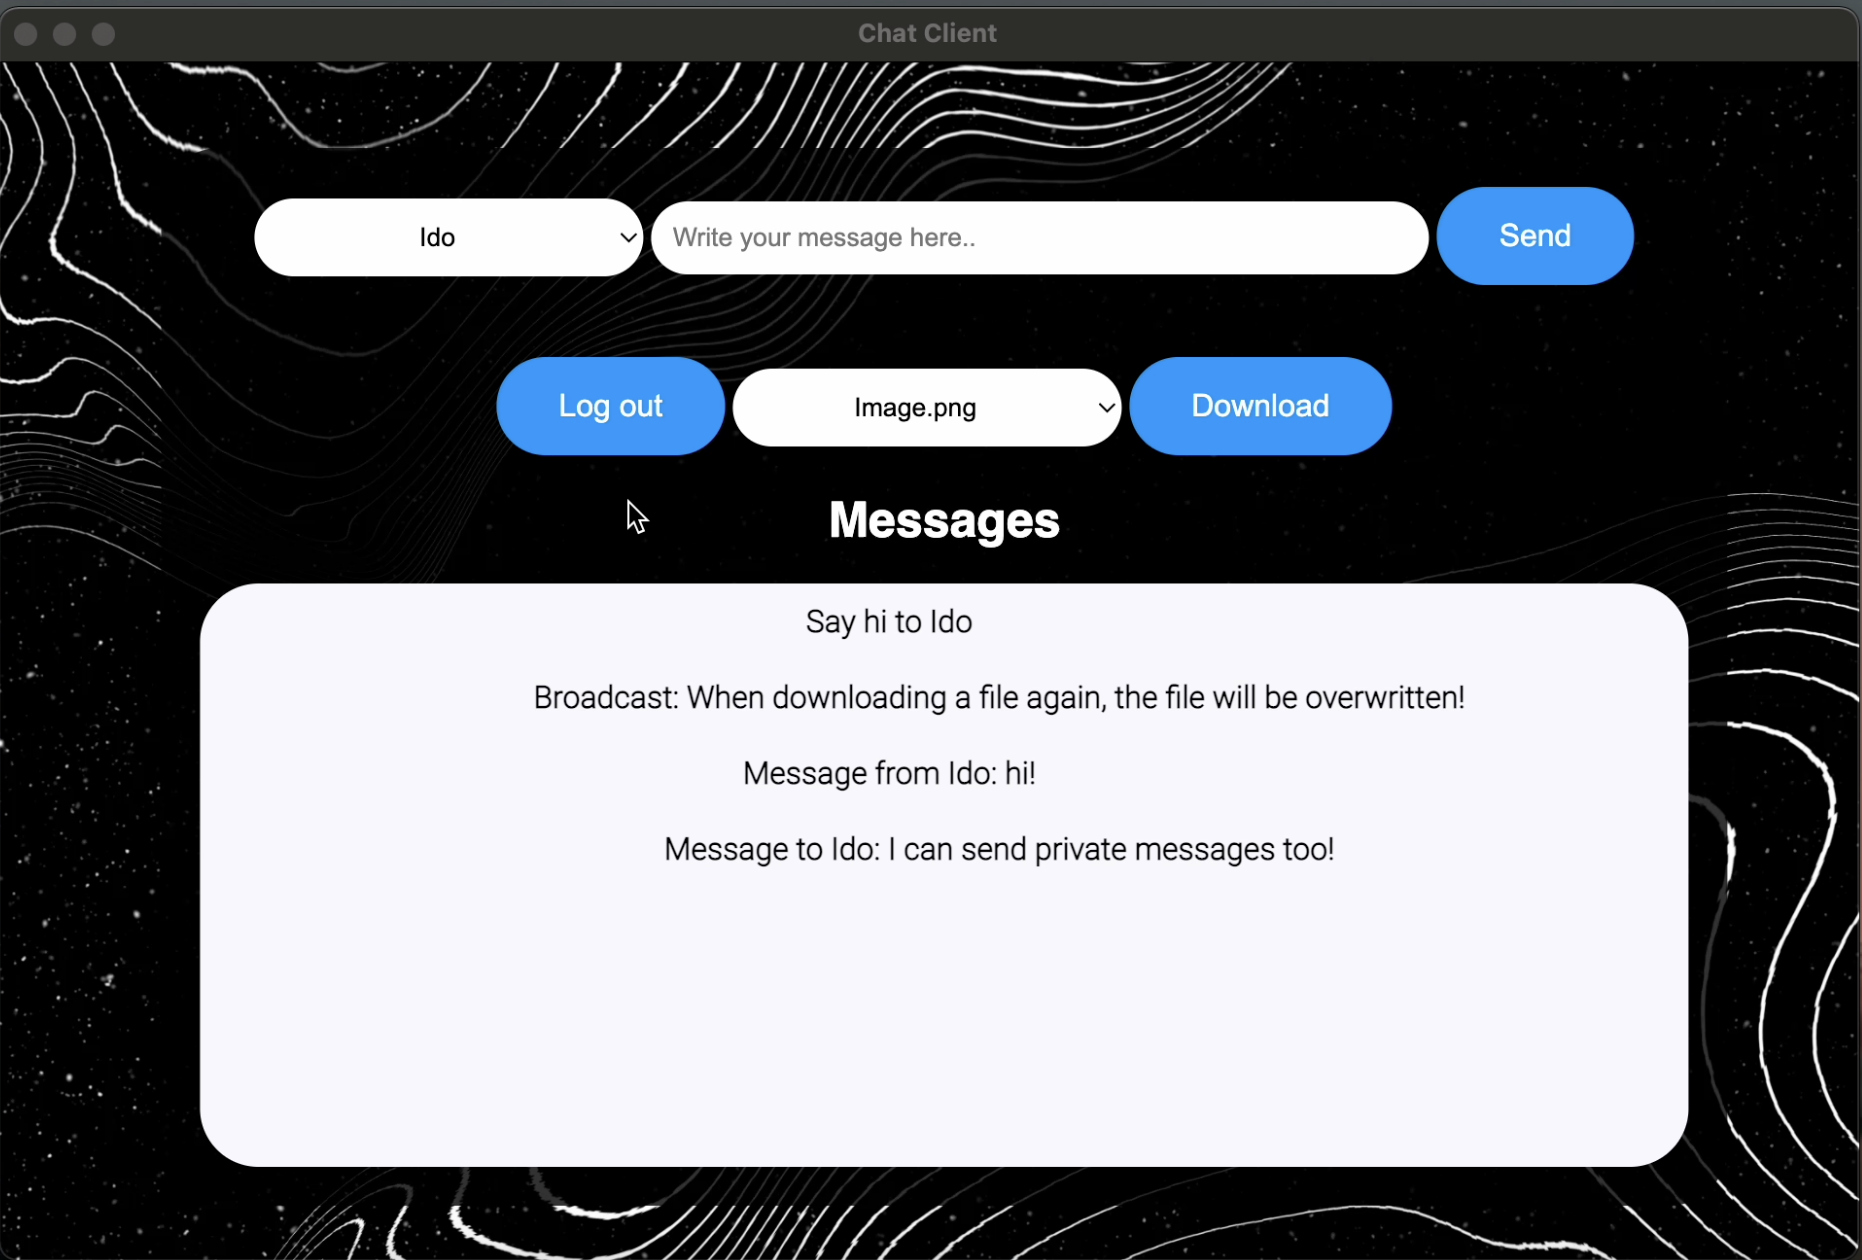 Chat Client
Ido
Write your message here..
Send
Log out
Image.png
Download
Messages
Say hi to Ido
Broadcast: When downloading a file again, the file will be overwritten!
Message from Ido: hi!
Message to Ido: I can send private messages too!